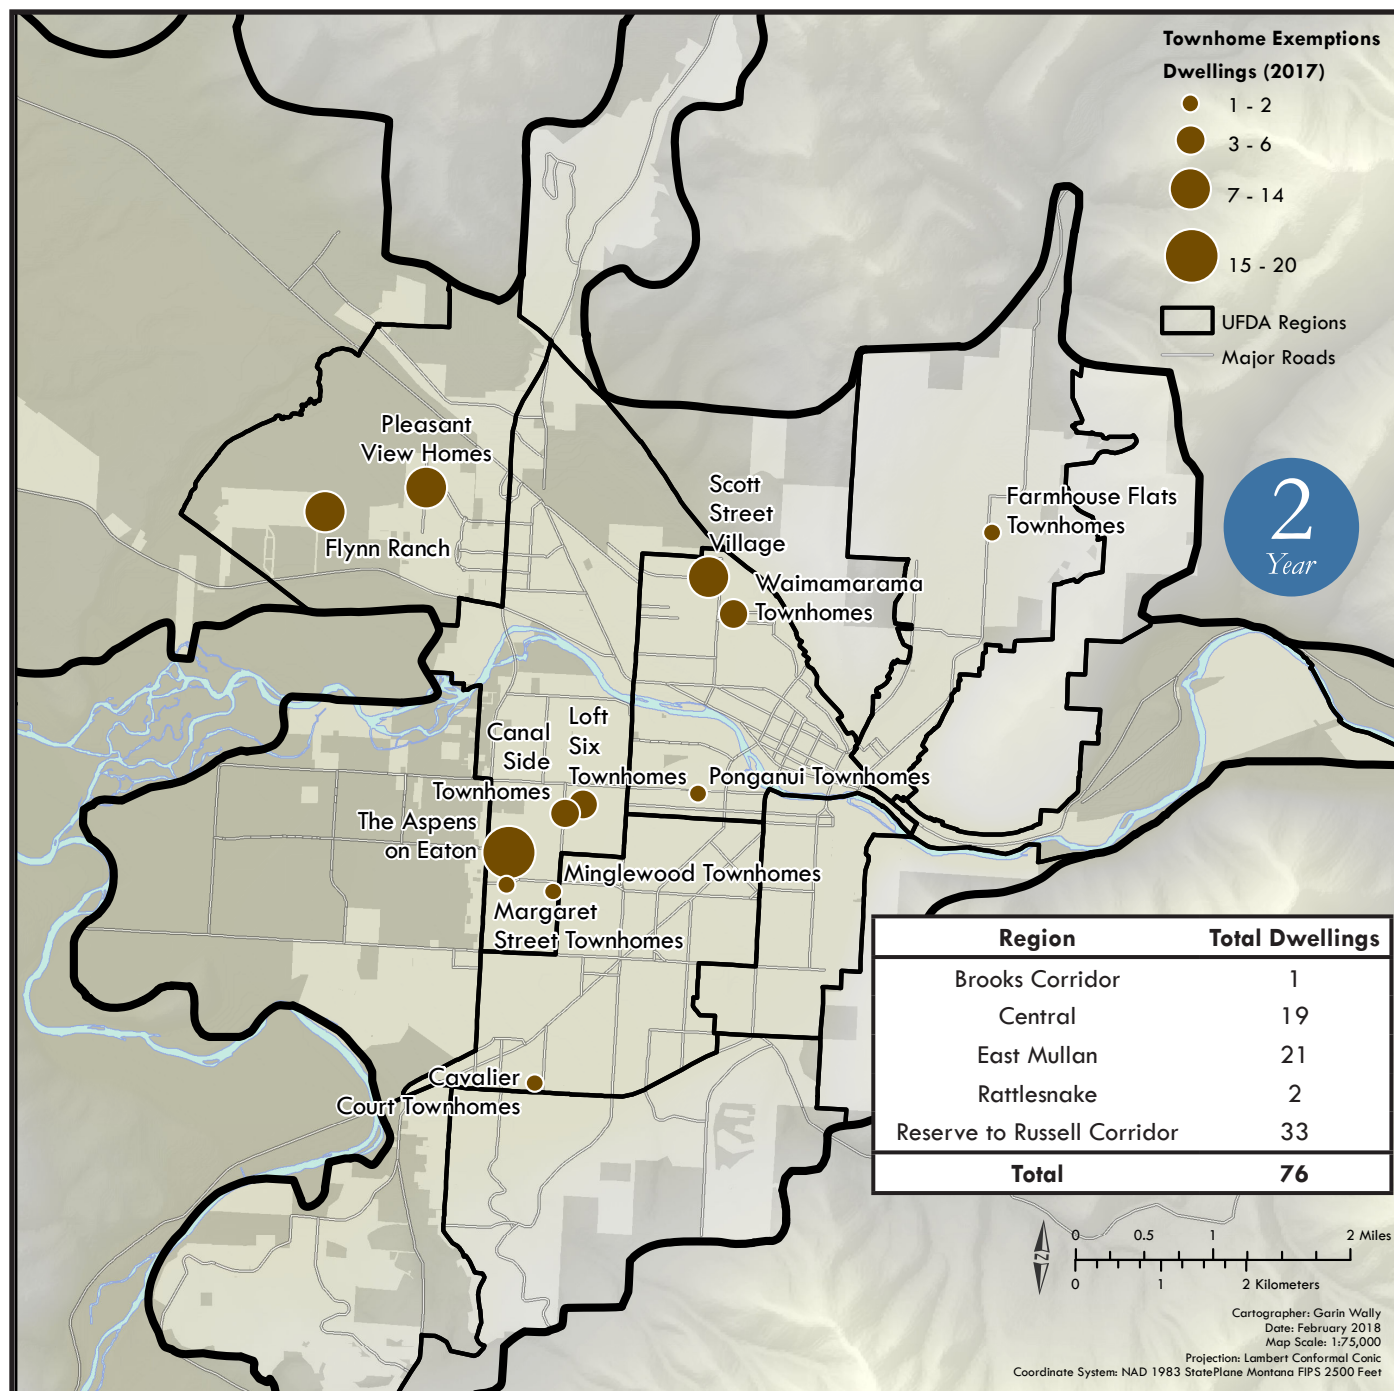 Townhome Exemptions
Dwellings (2017)
1 - 2
3 - 6
7 - 14
15 - 20
UFDA Regions
Major Roads
Pleasant
View Homes
Flynn Ranch
Scott
Street
Village
Waimamarama
Townhomes
Farmhouse Flats
Townhomes
2
Year
Canal
Side
Townhomes
Loft
Six
Townhomes
Ponganui Townhomes
The Aspens
on Eaton
Minglewood Townhomes
Margaret
Street Townhomes
Cavalier
Court Townhomes
Region Total Dwellings
Brooks Corridor 1
Central 19
East Mullan 21
Rattlesnake 2
Reserve to Russell Corridor 33
Total 76
N
0 0.5 1 2 Miles
0 1 2 Kilometers
Cartographer: Garin Wally
Date: February 2018
Map Scale: 1:75,000
Projection: Lambert Conformal Conic
Coordinate System: NAD 1983 StatePlane Montana FIPS 2500 Feet